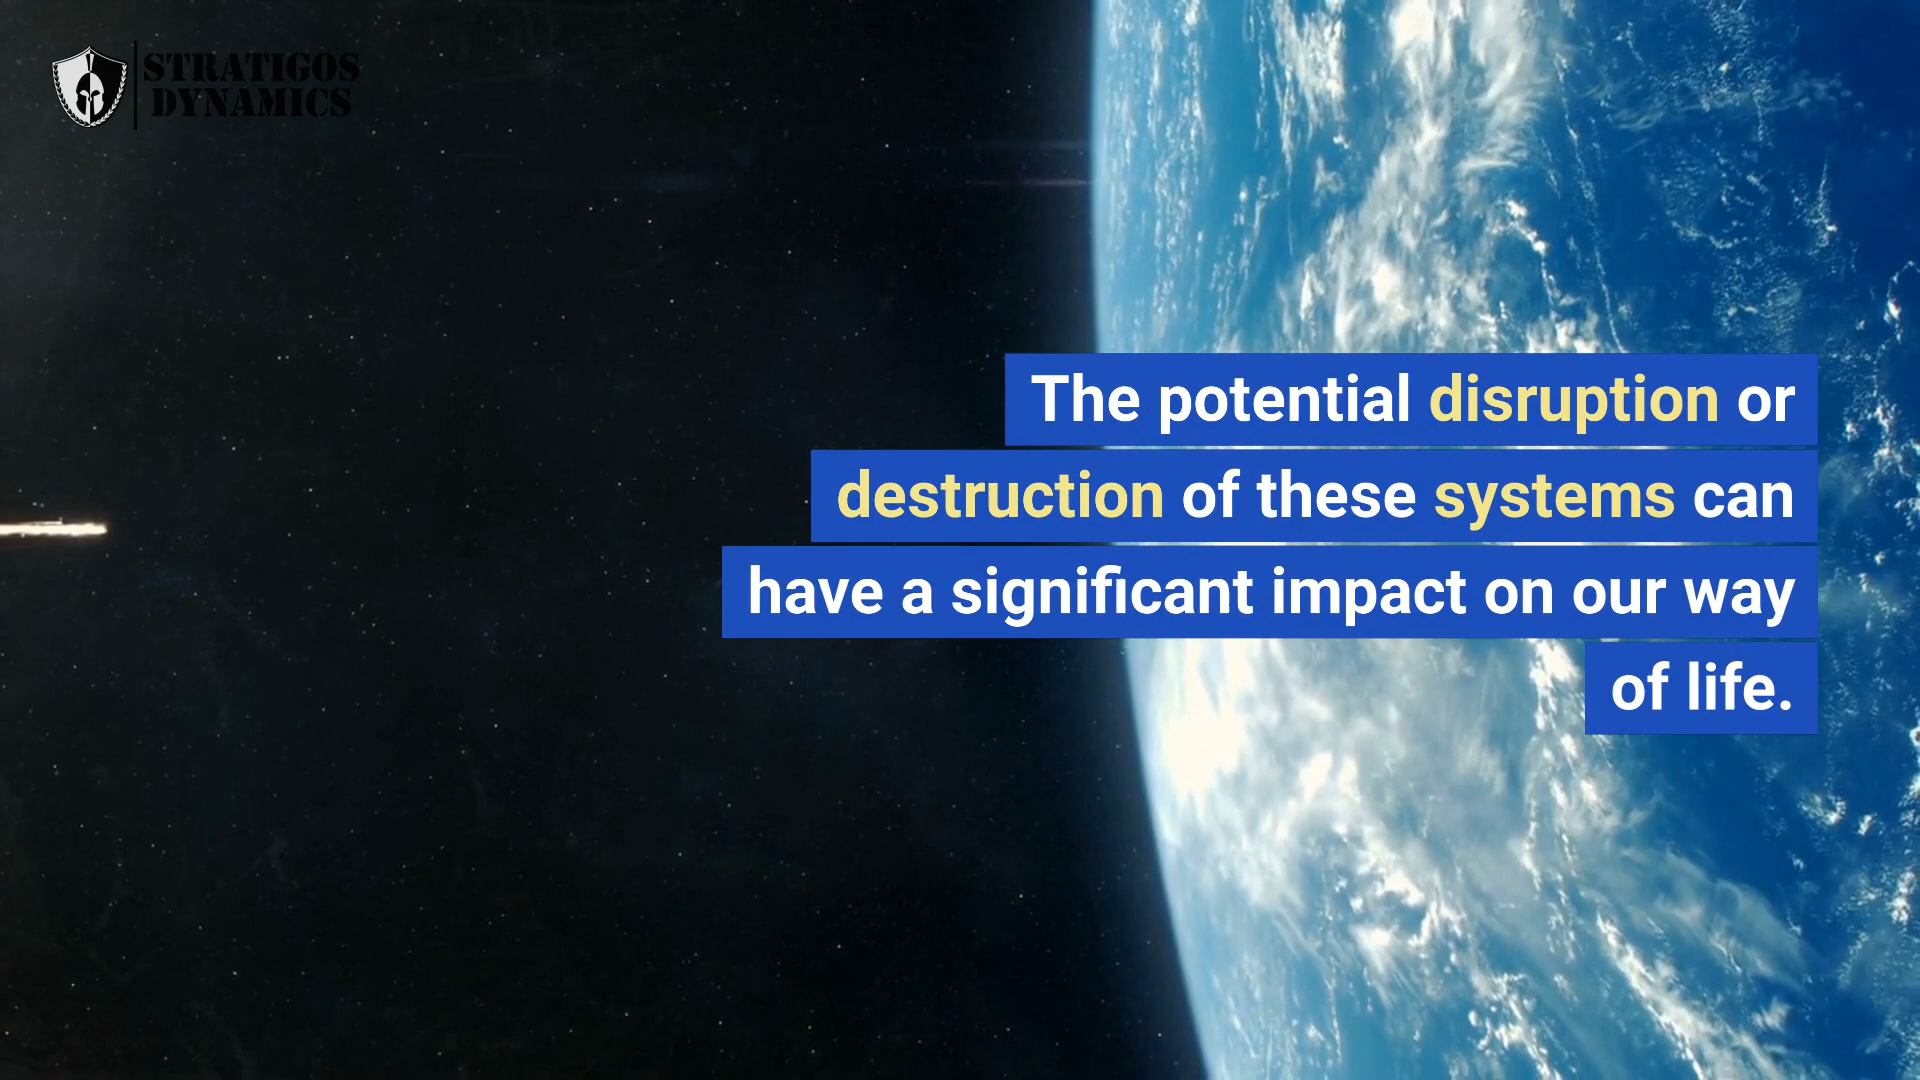 STRATIGOS
DYNAMICS
The potential disruption or
destruction of these systems can
have a significant impact on our way
of life.